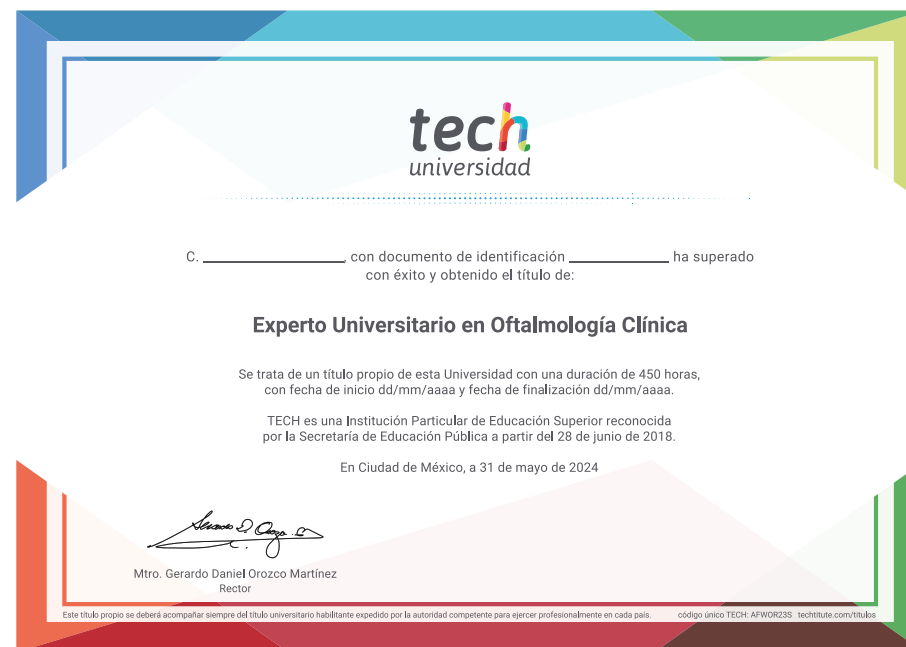 tech
universidad
C. ____________________, con documento de identificación ______________ ha superado
con éxito y obtenido el título de:
Experto Universitario en Oftalmología Clínica
Se trata de un título propio de esta Universidad con una duración de 450 horas,
con fecha de inicio dd/mm/aaaa y fecha de finalización dd/mm/aaaa.
TECH es una Institución Particular de Educación Superior reconocida
por la Secretaría de Educación Pública a partir del 28 de junio de 2018.
En Ciudad de México, a 31 de mayo de 2024
Mtro. Gerardo Daniel Orozco Martínez
Rector
Este título propio se deberá acompañar siempre del título universitario habilitante expedido por la autoridad competente para ejercer profesionalmente en cada país. código único TECH: AFWOR23S techtitute.com/titulos